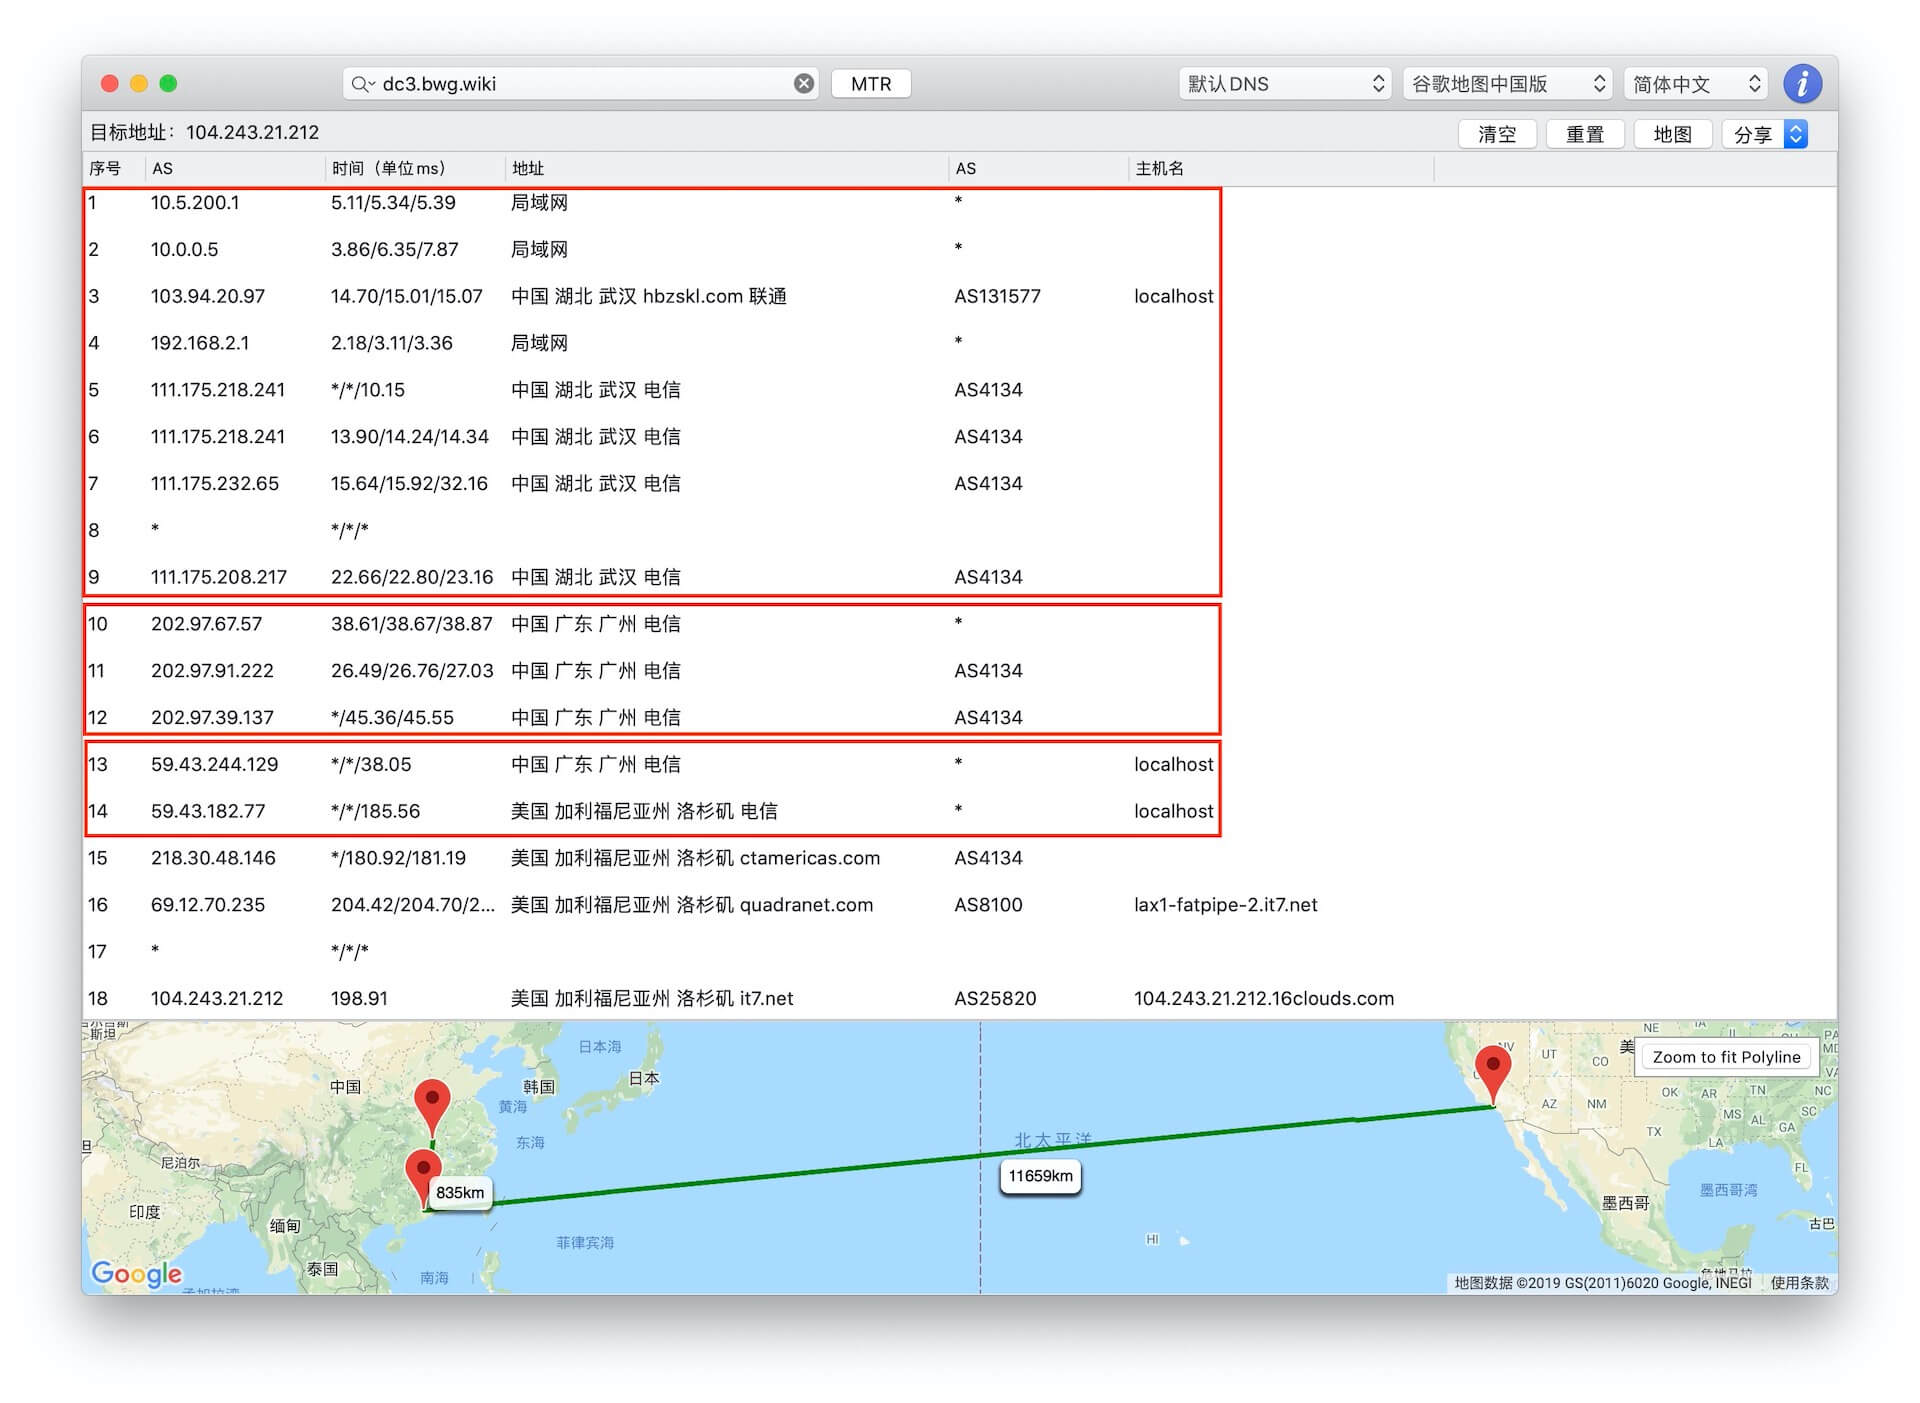 dc3.bwg.wiki MTR 默认DNS 谷歌地图中国版 简体中文 i
目标地址：104.243.21.212 清空 重置 地图 分享
序号 AS 时间（单位ms） 地址 AS 主机名
1 10.5.200.1 5.11/5.34/5.39 局域网 *
2 10.0.0.5 3.86/6.35/7.87 局域网 *
3 103.94.20.97 14.70/15.01/15.07 中国 湖北 武汉 hbzskl.com 联通 AS131577 localhost
4 192.168.2.1 2.18/3.11/3.36 局域网 *
5 111.175.218.241 */*/10.15 中国 湖北 武汉 电信 AS4134
6 111.175.218.241 13.90/14.24/14.34 中国 湖北 武汉 电信 AS4134
7 111.175.232.65 15.64/15.92/32.16 中国 湖北 武汉 电信 AS4134
8 * */*/*
9 111.175.208.217 22.66/22.80/23.16 中国 湖北 武汉 电信 AS4134
10 202.97.67.57 38.61/38.67/38.87 中国 广东 广州 电信 *
11 202.97.91.222 26.49/26.76/27.03 中国 广东 广州 电信 AS4134
12 202.97.39.137 */45.36/45.55 中国 广东 广州 电信 AS4134
13 59.43.244.129 */*/38.05 中国 广东 广州 电信 * localhost
14 59.43.182.77 */*/185.56 美国 加利福尼亚州 洛杉矶 电信 * localhost
15 218.30.48.146 */180.92/181.19 美国 加利福尼亚州 洛杉矶 ctamericas.com AS4134
16 69.12.70.235 204.42/204.70/2... 美国 加利福尼亚州 洛杉矶 quadranet.com AS8100 lax1-fatpipe-2.it7.net
17 * */*/*
18 104.243.21.212 198.91 美国 加利福尼亚州 洛杉矶 it7.net AS25820 104.243.21.212.16clouds.com
斯坦
NE IA
日本海
NV UT CO 美
Zoom to fit Polyline
PA
MD
VA
中国 韩国 日本
黄海
OK AR TN NC
AZ NM
MS AL SC
GA
东海
北太平洋
TX
LA
尼泊尔
FL
11659km
835km
墨西哥湾
墨西哥
印度
缅甸
古巴
HI
菲律宾海
泰国
南海
Google
地图数据 ©2019 GS(2011)6020 Google, INEGI 使用条款